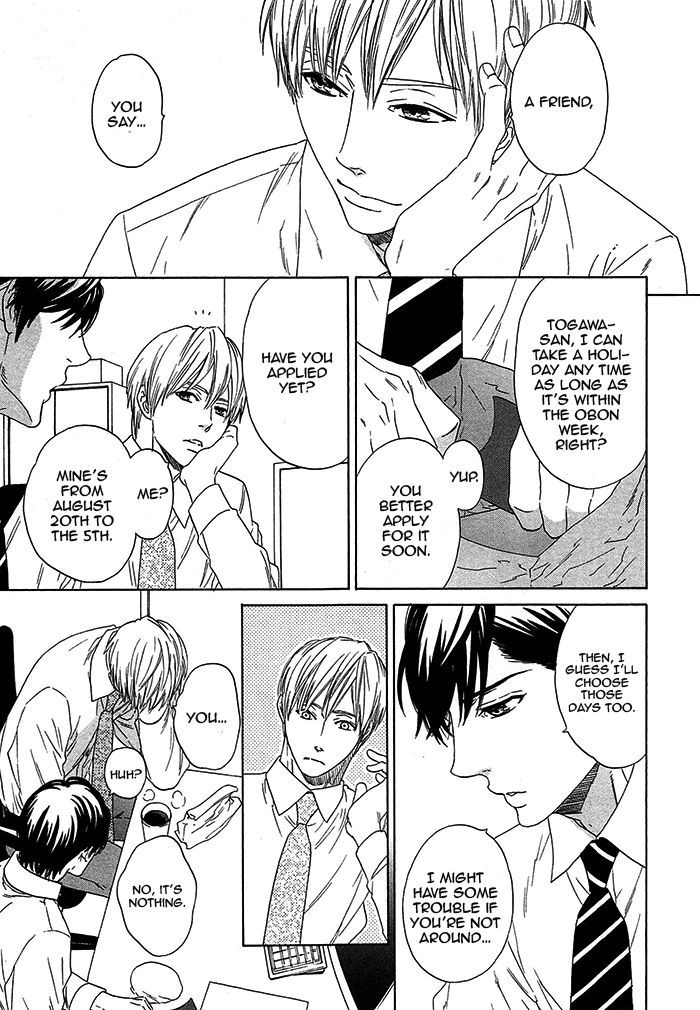 A FRIEND,
YOU
SAY...
TOGAWA-
SAN, I CAN
TAKE A HOLI-
DAY ANY TIME
AS LONG AS
IT'S WITHIN
THE OBON
WEEK,
RIGHT?
YUP.
YOU
BETTER
APPLY
FOR IT
SOON.
HAVE YOU
APPLIED
YET?
ME?
MINE'S
FROM
AUGUST
20TH TO
THE 5TH.
THEN, I
GUESS I'LL
CHOOSE
THOSE
DAYS TOO.
I MIGHT
HAVE SOME
TROUBLE IF
YOU'RE NOT
AROUND...
YOU...
HUH?
NO, IT'S
NOTHING.